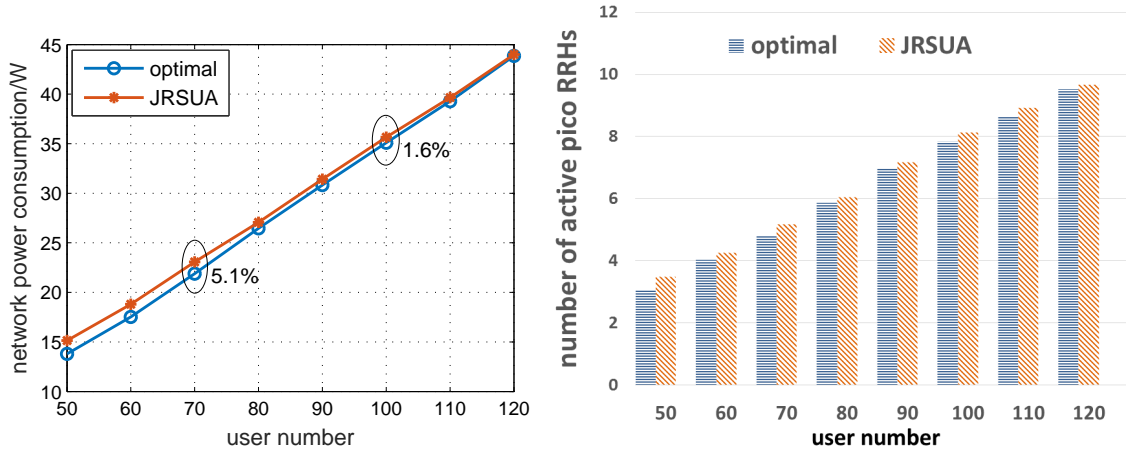 network power consumption/W
45
40
35
30
25
20
15
10
optimal
JRSUA
1.6%
5.1%
50 60 70 80 90 100 110 120
user number
number of active pico RRHs
12
10
8
6
4
2
0
optimal JRSUA
50 60 70 80 90 100 110 120
user number